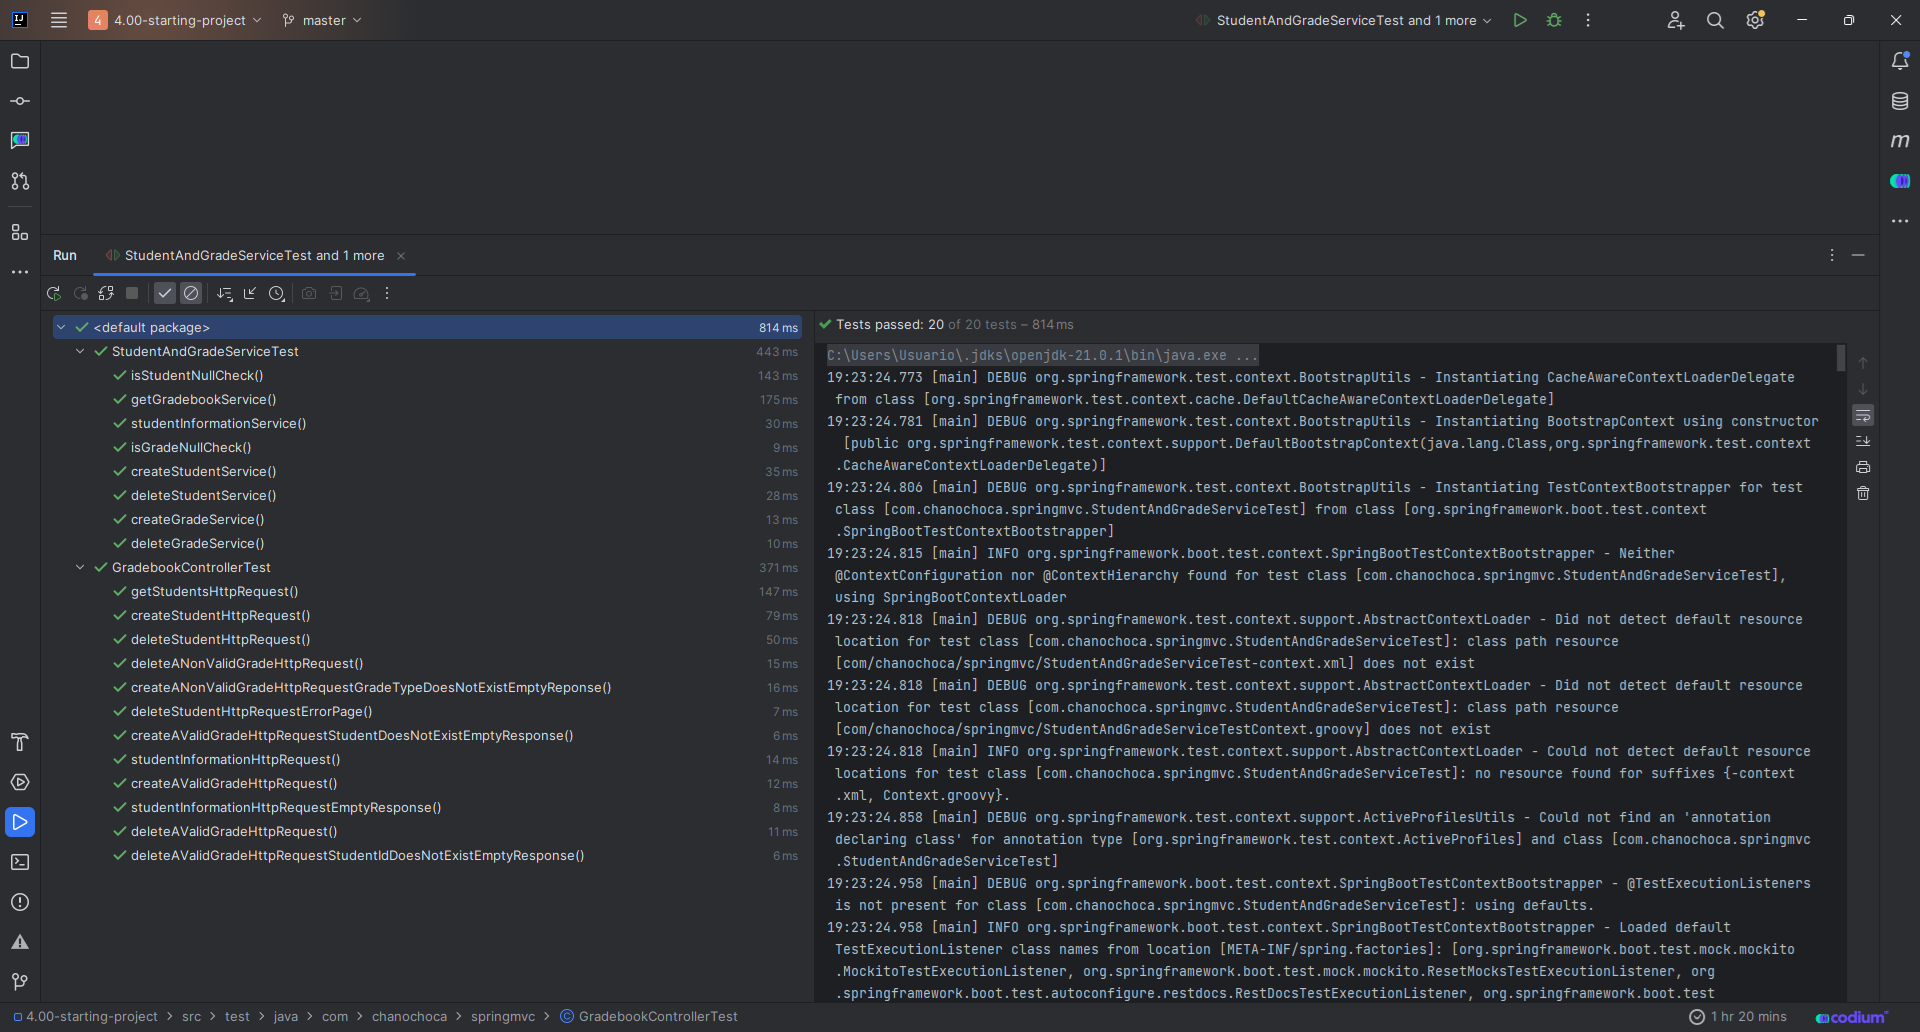 4 4.00-starting-project master StudentAndGradeServiceTest and 1 more
Run StudentAndGradeServiceTest and 1 more
<default package> 814 ms
StudentAndGradeServiceTest 443 ms
isStudentNullCheck() 143 ms
getGradebookService() 175 ms
studentInformationService() 30 ms
isGradeNullCheck() 9 ms
createStudentService() 35 ms
deleteStudentService() 28 ms
createGradeService() 13 ms
deleteGradeService() 10 ms
GradebookControllerTest 371 ms
getStudentsHttpRequest() 147 ms
createStudentHttpRequest() 79 ms
deleteStudentHttpRequest() 50 ms
deleteANonValidGradeHttpRequest() 15 ms
createANonValidGradeHttpRequestGradeTypeDoesNotExistEmptyReponse() 16 ms
deleteStudentHttpRequestErrorPage() 7 ms
createAValidGradeHttpRequestStudentDoesNotExistEmptyResponse() 6 ms
studentInformationHttpRequest() 14 ms
createAValidGradeHttpRequest() 12 ms
studentInformationHttpRequestEmptyResponse() 8 ms
deleteAValidGradeHttpRequest() 11 ms
deleteAValidGradeHttpRequestStudentIdDoesNotExistEmptyResponse() 6 ms
Tests passed: 20 of 20 tests – 814 ms
C:\Users\Usuario\.jdks\openjdk-21.0.1\bin\java.exe ...
19:23:24.773 [main] DEBUG org.springframework.test.context.BootstrapUtils - Instantiating CacheAwareContextLoaderDelegate
from class [org.springframework.test.context.cache.DefaultCacheAwareContextLoaderDelegate]
19:23:24.781 [main] DEBUG org.springframework.test.context.BootstrapUtils - Instantiating BootstrapContext using constructor
[public org.springframework.test.context.support.DefaultBootstrapContext(java.lang.Class,org.springframework.test.context
.CacheAwareContextLoaderDelegate)]
19:23:24.806 [main] DEBUG org.springframework.test.context.BootstrapUtils - Instantiating TestContextBootstrapper for test
class [com.chanochoca.springmvc.StudentAndGradeServiceTest] from class [org.springframework.boot.test.context
.SpringBootTestContextBootstrapper]
19:23:24.815 [main] INFO org.springframework.boot.test.context.SpringBootTestContextBootstrapper - Neither
@ContextConfiguration nor @ContextHierarchy found for test class [com.chanochoca.springmvc.StudentAndGradeServiceTest],
using SpringBootContextLoader
19:23:24.818 [main] DEBUG org.springframework.test.context.support.AbstractContextLoader - Did not detect default resource
location for test class [com.chanochoca.springmvc.StudentAndGradeServiceTest]: class path resource
[com/chanochoca/springmvc/StudentAndGradeServiceTest-context.xml] does not exist
19:23:24.818 [main] DEBUG org.springframework.test.context.support.AbstractContextLoader - Did not detect default resource
location for test class [com.chanochoca.springmvc.StudentAndGradeServiceTest]: class path resource
[com/chanochoca/springmvc/StudentAndGradeServiceTestContext.groovy] does not exist
19:23:24.818 [main] INFO org.springframework.test.context.support.AbstractContextLoader - Could not detect default resource
locations for test class [com.chanochoca.springmvc.StudentAndGradeServiceTest]: no resource found for suffixes {-context
.xml, Context.groovy}.
19:23:24.858 [main] DEBUG org.springframework.test.context.support.ActiveProfilesUtils - Could not find an 'annotation
declaring class' for annotation type [org.springframework.test.context.ActiveProfiles] and class [com.chanochoca.springmvc
.StudentAndGradeServiceTest]
19:23:24.958 [main] DEBUG org.springframework.boot.test.context.SpringBootTestContextBootstrapper - @TestExecutionListeners
is not present for class [com.chanochoca.springmvc.StudentAndGradeServiceTest]: using defaults.
19:23:24.958 [main] INFO org.springframework.boot.test.context.SpringBootTestContextBootstrapper - Loaded default
TestExecutionListener class names from location [META-INF/spring.factories]: [org.springframework.boot.test.mock.mockito
.MockitoTestExecutionListener, org.springframework.boot.test.mock.mockito.ResetMocksTestExecutionListener, org
.springframework.boot.test.autoconfigure.restdocs.RestDocsTestExecutionListener, org.springframework.boot.test
4.00-starting-project > src > test > java > com > chanochoca > springmvc > GradebookControllerTest 1 hr 20 mins codium